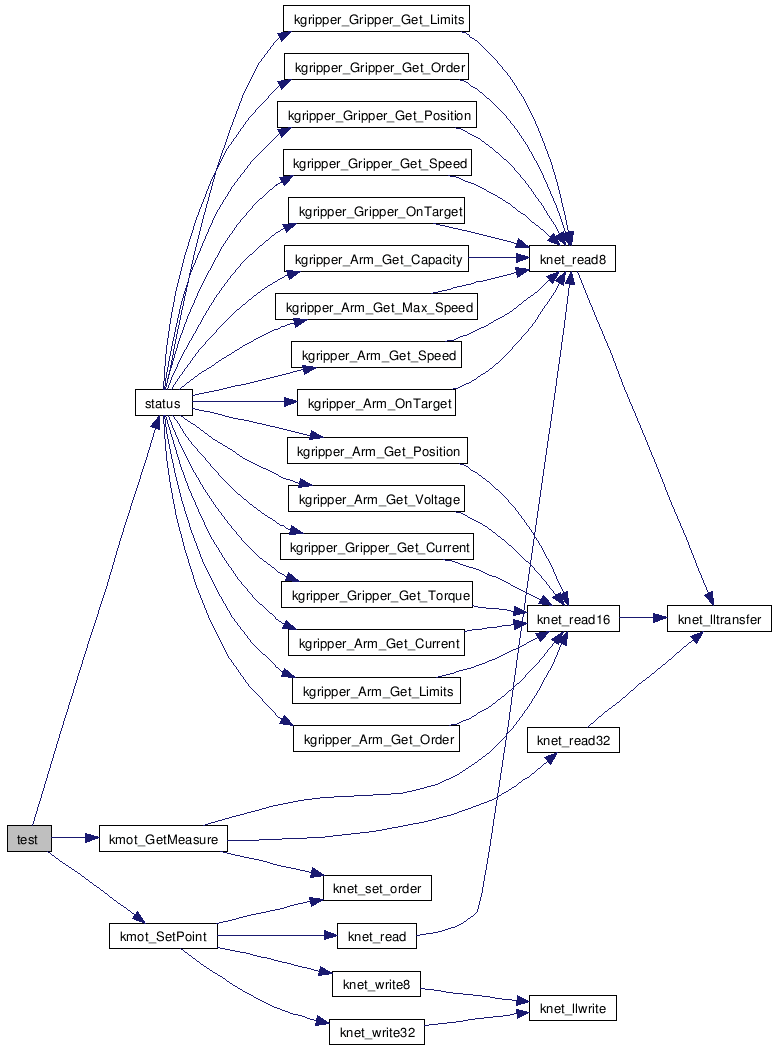 kgripper_Gripper_Get_Limits
kgripper_Gripper_Get_Order
kgripper_Gripper_Get_Position
kgripper_Gripper_Get_Speed
kgripper_Gripper_OnTarget
kgripper_Arm_Get_Capacity
knet_read8
kgripper_Arm_Get_Max_Speed
kgripper_Arm_Get_Speed
status
kgripper_Arm_OnTarget
kgripper_Arm_Get_Position
kgripper_Arm_Get_Voltage
kgripper_Gripper_Get_Current
kgripper_Gripper_Get_Torque
knet_read16
knet_lltransfer
kgripper_Arm_Get_Current
kgripper_Arm_Get_Limits
kgripper_Arm_Get_Order
knet_read32
test
kmot_GetMeasure
knet_set_order
kmot_SetPoint
knet_read
knet_write8
knet_llwrite
knet_write32